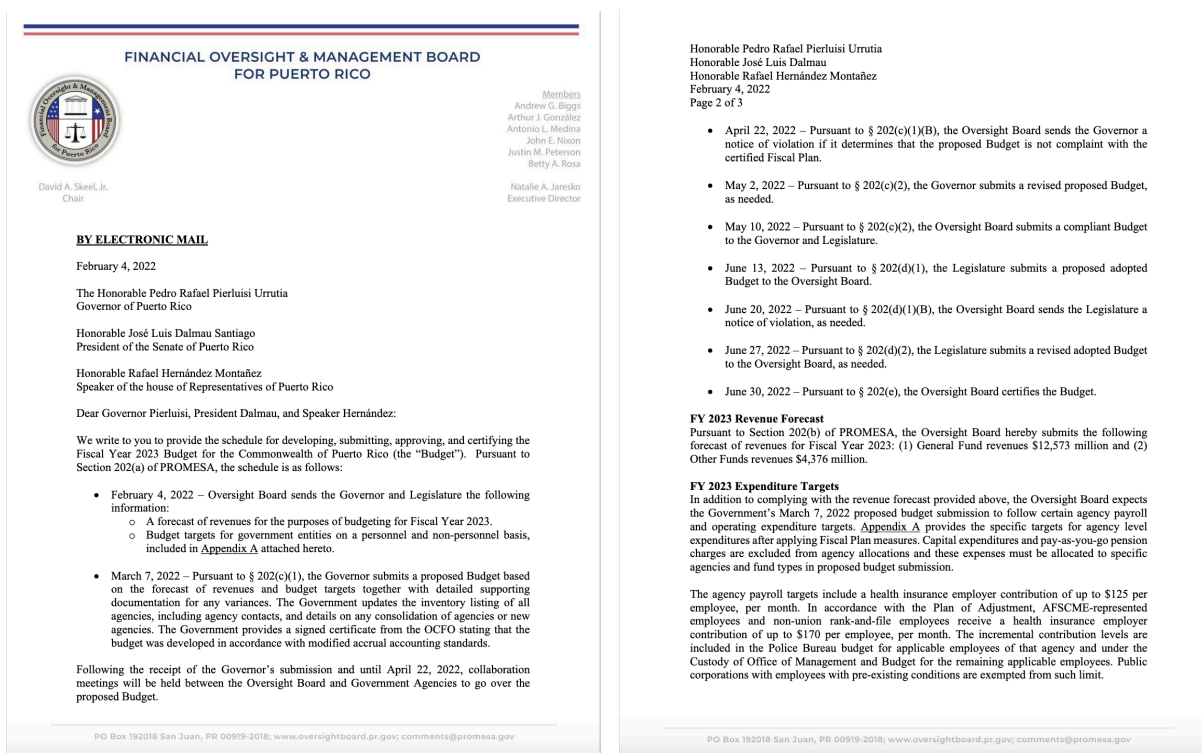 FINANCIAL OVERSIGHT & MANAGEMENT BOARD
FOR PUERTO RICO
Financial Oversight & Management Board
for Puerto Rico
Members
Andrew G. Biggs
Arthur J. González
Antonio L. Medina
John E. Nixon
Justin M. Peterson
Betty A. Rosa
David A. Skeel, Jr.
Chair
Natalie A. Jaresko
Executive Director
BY ELECTRONIC MAIL
February 4, 2022
The Honorable Pedro Rafael Pierluisi Urrutia
Governor of Puerto Rico
Honorable José Luis Dalmau Santiago
President of the Senate of Puerto Rico
Honorable Rafael Hernández Montañez
Speaker of the house of Representatives of Puerto Rico
Dear Governor Pierluisi, President Dalmau, and Speaker Hernández:
We write to you to provide the schedule for developing, submitting, approving, and certifying the
Fiscal Year 2023 Budget for the Commonwealth of Puerto Rico (the “Budget”). Pursuant to
Section 202(a) of PROMESA, the schedule is as follows:
• February 4, 2022 – Oversight Board sends the Governor and Legislature the following
information:
o A forecast of revenues for the purposes of budgeting for Fiscal Year 2023.
o Budget targets for government entities on a personnel and non-personnel basis,
included in Appendix A attached hereto.
• March 7, 2022 – Pursuant to § 202(c)(1), the Governor submits a proposed Budget based
on the forecast of revenues and budget targets together with detailed supporting
documentation for any variances. The Government updates the inventory listing of all
agencies, including agency contacts, and details on any consolidation of agencies or new
agencies. The Government provides a signed certificate from the OCFO stating that the
budget was developed in accordance with modified accrual accounting standards.
Following the receipt of the Governor’s submission and until April 22, 2022, collaboration
meetings will be held between the Oversight Board and Government Agencies to go over the
proposed Budget.
PO Box 192018 San Juan, PR 00919-2018; www.oversightboard.pr.gov; comments@promesa.gov
Honorable Pedro Rafael Pierluisi Urrutia
Honorable José Luis Dalmau
Honorable Rafael Hernández Montañez
February 4, 2022
Page 2 of 3
• April 22, 2022 – Pursuant to § 202(c)(1)(B), the Oversight Board sends the Governor a
notice of violation if it determines that the proposed Budget is not complaint with the
certified Fiscal Plan.
• May 2, 2022 – Pursuant to § 202(c)(2), the Governor submits a revised proposed Budget,
as needed.
• May 10, 2022 – Pursuant to § 202(c)(2), the Oversight Board submits a compliant Budget
to the Governor and Legislature.
• June 13, 2022 – Pursuant to § 202(d)(1), the Legislature submits a proposed adopted
Budget to the Oversight Board.
• June 20, 2022 – Pursuant to § 202(d)(1)(B), the Oversight Board sends the Legislature a
notice of violation, as needed.
• June 27, 2022 – Pursuant to § 202(d)(2), the Legislature submits a revised adopted Budget
to the Oversight Board, as needed.
• June 30, 2022 – Pursuant to § 202(e), the Oversight Board certifies the Budget.
FY 2023 Revenue Forecast
Pursuant to Section 202(b) of PROMESA, the Oversight Board hereby submits the following
forecast of revenues for Fiscal Year 2023: (1) General Fund revenues $12,573 million and (2)
Other Funds revenues $4,376 million.
FY 2023 Expenditure Targets
In addition to complying with the revenue forecast provided above, the Oversight Board expects
the Government’s March 7, 2022 proposed budget submission to follow certain agency payroll
and operating expenditure targets. Appendix A provides the specific targets for agency level
expenditures after applying Fiscal Plan measures. Capital expenditures and pay-as-you-go pension
charges are excluded from agency allocations and these expenses must be allocated to specific
agencies and fund types in proposed budget submission.
The agency payroll targets include a health insurance employer contribution of up to $125 per
employee, per month. In accordance with the Plan of Adjustment, AFSCME-represented
employees and non-union rank-and-file employees receive a health insurance employer
contribution of up to $170 per employee, per month. The incremental contribution levels are
included in the Police Bureau budget for applicable employees of that agency and under the
Custody of Office of Management and Budget for the remaining applicable employees. Public
corporations with employees with pre-existing conditions are exempted from such limit.
PO Box 192018 San Juan, PR 00919-2018; www.oversightboard.pr.gov; comments@promesa.gov